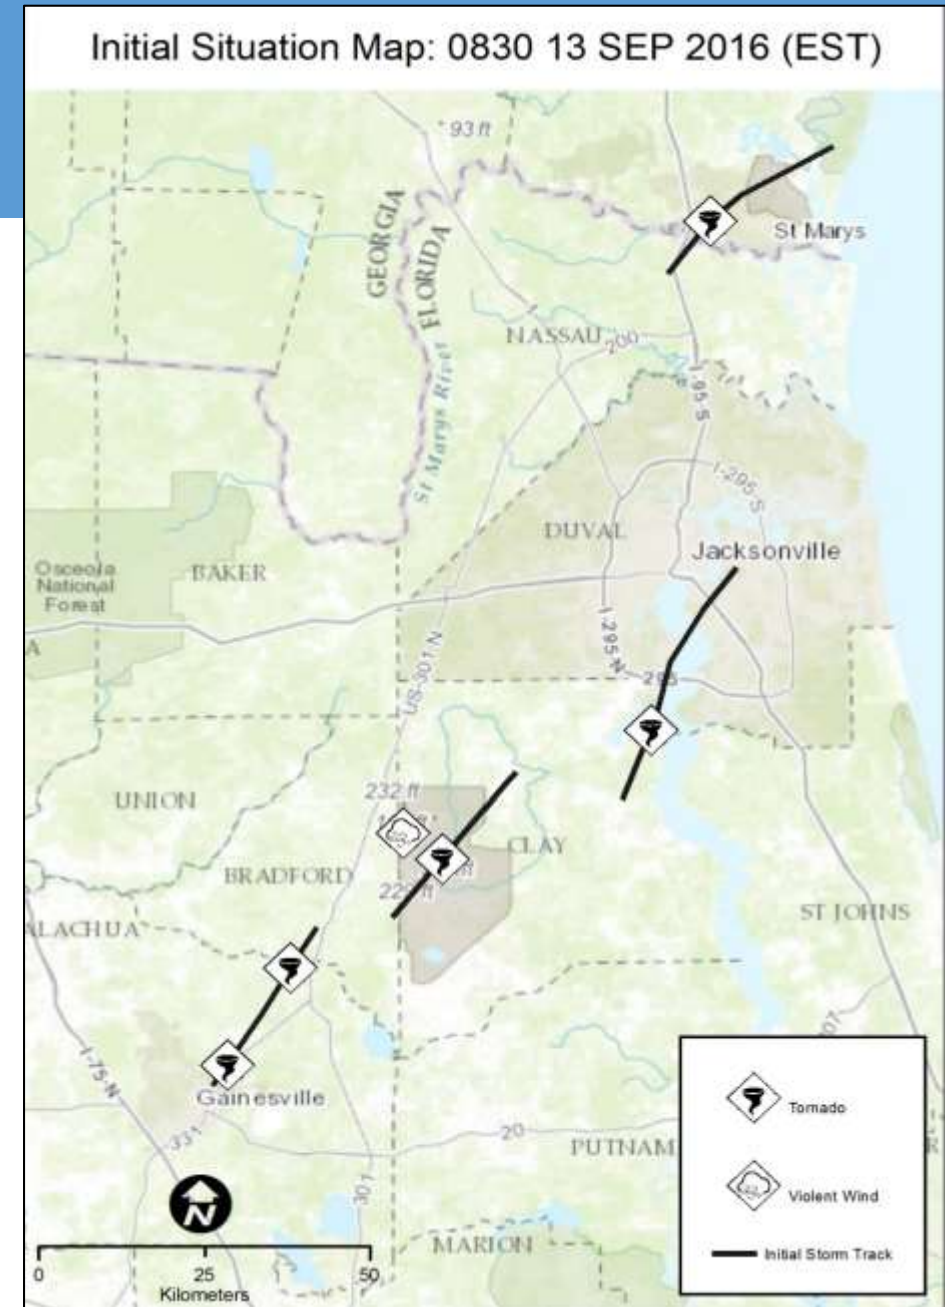 Initial Situation Map: 0830 13 SEP 2016 (EST)
93 ft
GEORGIA
FLORIDA
St Marys
St Marys River
NASSAU
200
I-95 S
I-295-S
DUVAL
Jacksonville
Osceola
National
Forest
BAKER
I-295 N
US-301 N
295
UNION
232 ft
CLAY
BRADFORD
ALACHUA
ST JOHNS
I-75-N
Gainesville
331
20
PUTNAM
301
MARION
207
N
0 25 50
Kilometers
Tornado
Violent Wind
Initial Storm Track